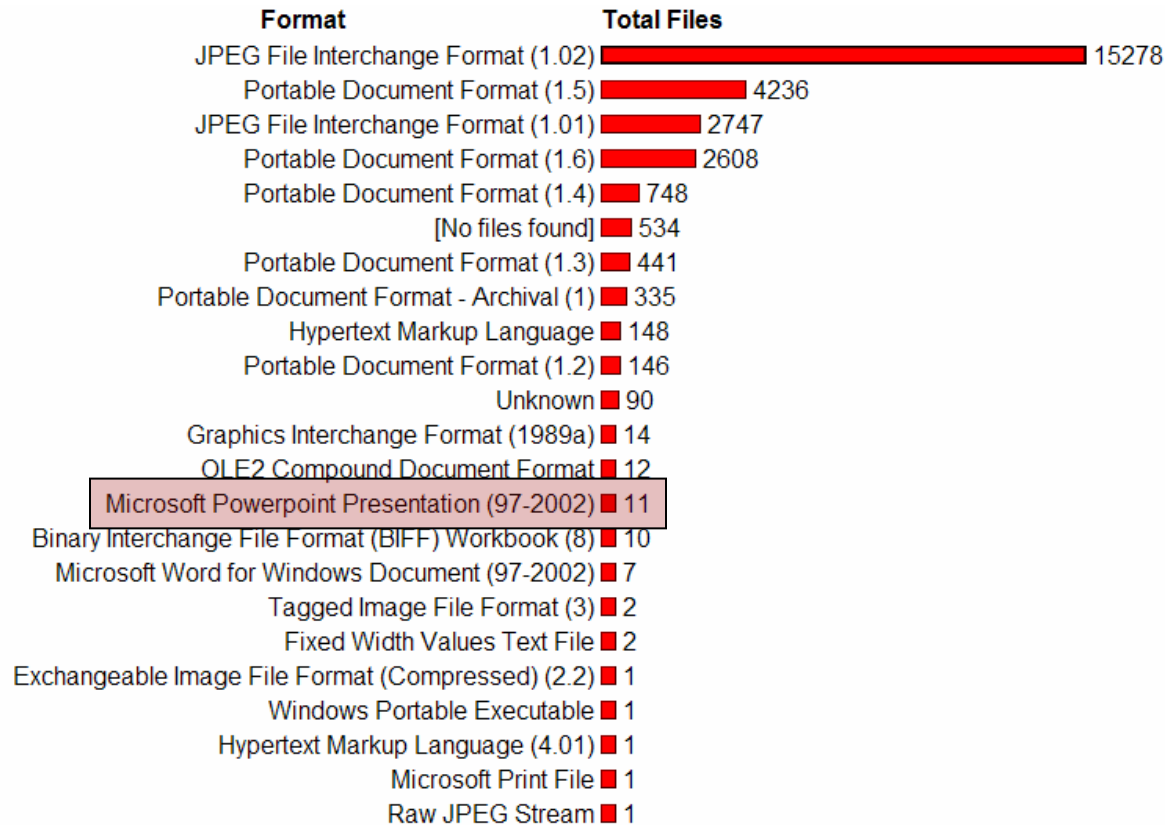 Format Total Files
JPEG File Interchange Format (1.02) 15278
Portable Document Format (1.5) 4236
JPEG File Interchange Format (1.01) 2747
Portable Document Format (1.6) 2608
Portable Document Format (1.4) 748
[No files found] 534
Portable Document Format (1.3) 441
Portable Document Format - Archival (1) 335
Hypertext Markup Language 148
Portable Document Format (1.2) 146
Unknown 90
Graphics Interchange Format (1989a) 14
OLE2 Compound Document Format 12
Microsoft Powerpoint Presentation (97-2002) 11
Binary Interchange File Format (BIFF) Workbook (8) 10
Microsoft Word for Windows Document (97-2002) 7
Tagged Image File Format (3) 2
Fixed Width Values Text File 2
Exchangeable Image File Format (Compressed) (2.2) 1
Windows Portable Executable 1
Hypertext Markup Language (4.01) 1
Microsoft Print File 1
Raw JPEG Stream 1